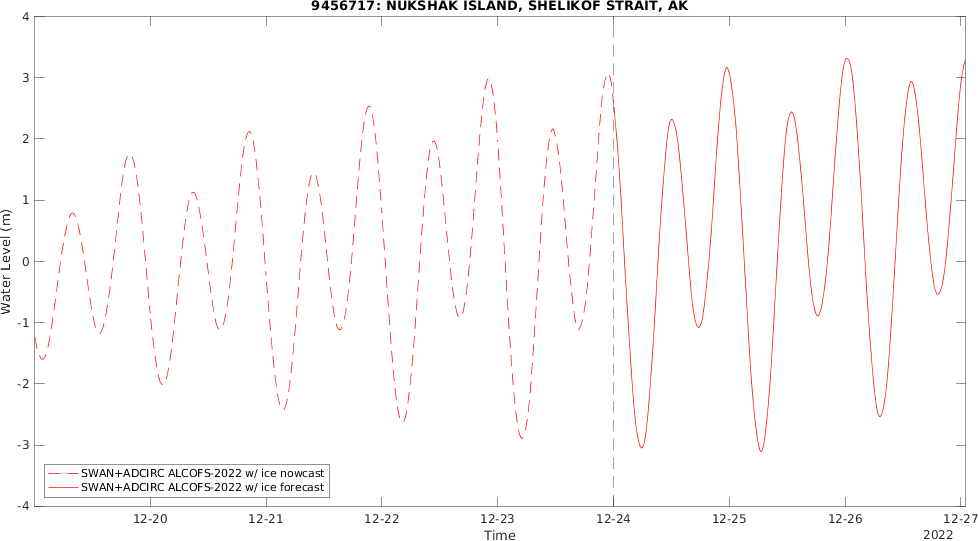 9456717: NUKSHAK ISLAND, SHELIKOF STRAIT, AK
4
3
2
1
0
-1
-2
-3
-4
Water Level (m)
SWAN+ADCIRC ALCOFS-2022 w/ ice nowcast
SWAN+ADCIRC ALCOFS-2022 w/ ice forecast
12-20 12-21 12-22 12-23 12-24 12-25 12-26 12-27
Time
2022